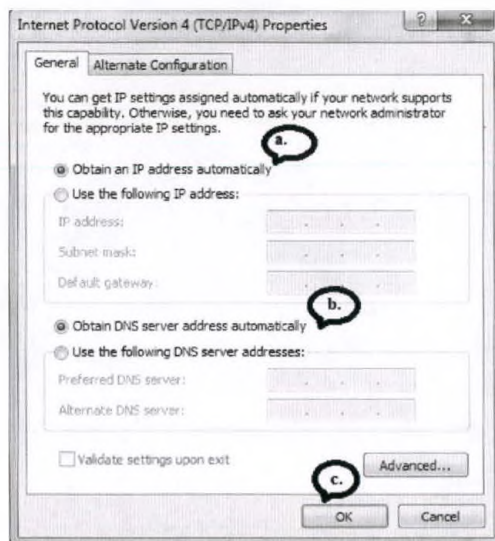 Internet Protocol Version 4 (TCP/IPv4) Properties
? X
General Alternate Configuration
You can get IP settings assigned automatically if your network supports
this capability. Otherwise, you need to ask your network administrator
for the appropriate IP settings.
a.
Obtain an IP address automatically
Use the following IP address:
IP address:
Subnet mask:
Default gateway:
b.
Obtain DNS server address automatically
Use the following DNS server addresses:
Preferred DNS server:
Alternate DNS server:
Validate settings upon exit
Advanced...
c.
OK Cancel